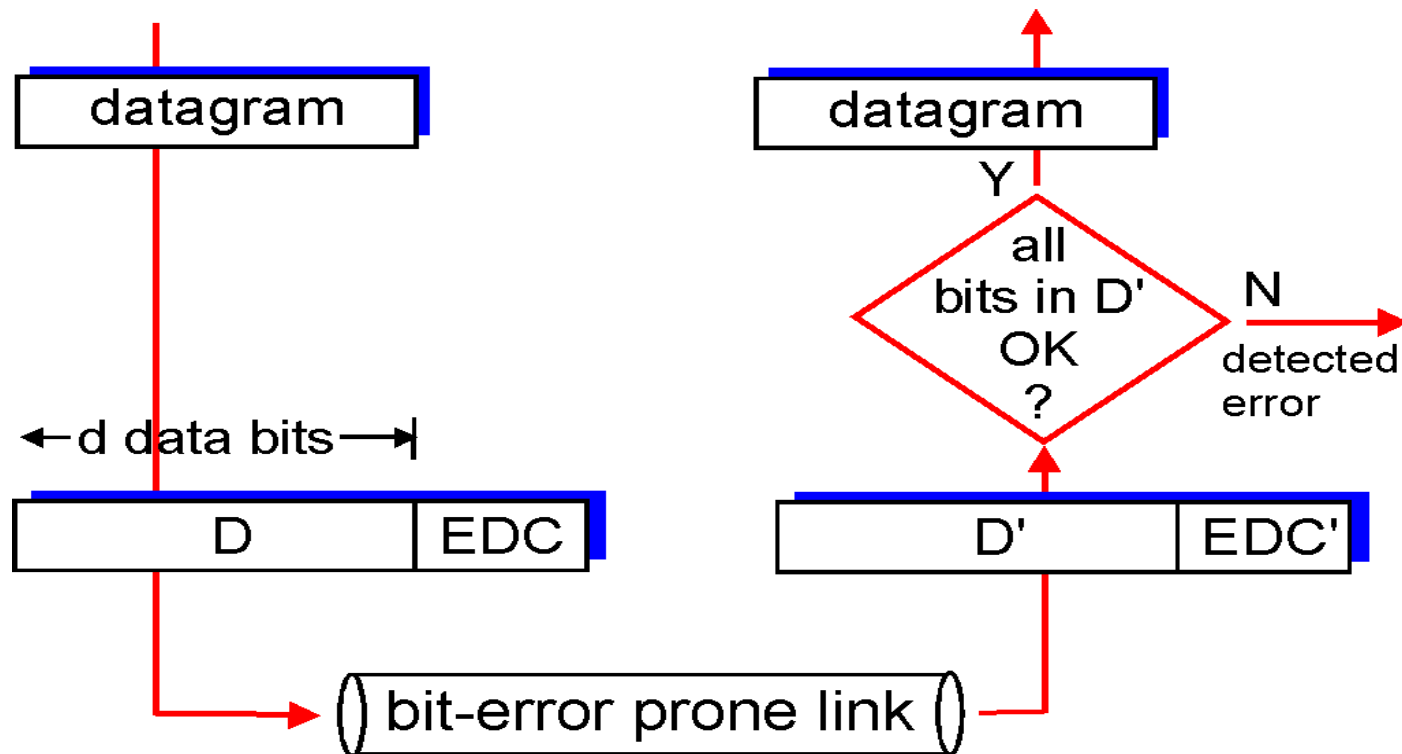 datagram
datagram
Y
all
bits in D'
OK
?
N
detected
error
d data bits
D
EDC
D'
EDC'
bit-error prone link